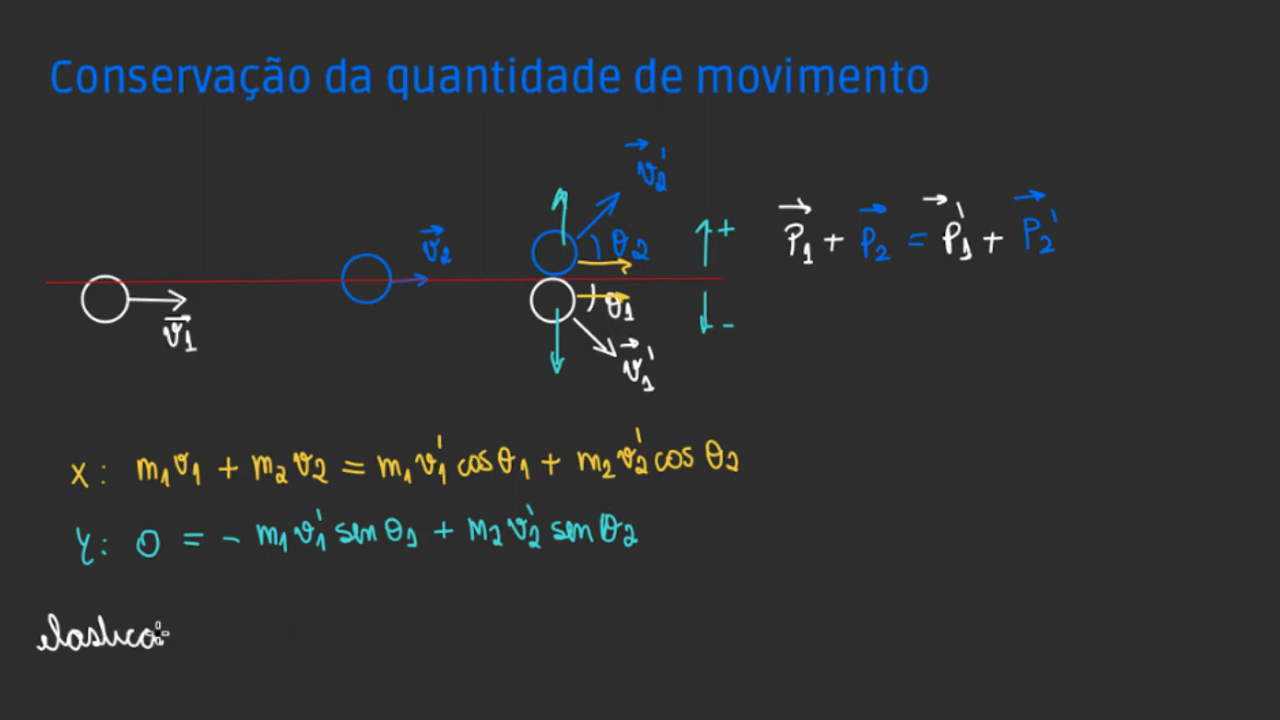 Conservação da quantidade de movimento
v⃗₂'
v⃗₂
θ₂
+
P⃗₁ + P⃗₂ = P⃗₁' + P⃗₂'
v⃗₁
θ₁
-
v⃗₁'
x: m₁v₁ + m₂v₂ = m₁v₁' cos θ₁ + m₂v₂' cos θ₂
y: 0 = - m₁v₁' sen θ₁ + m₂v₂' sen θ₂
elastico: